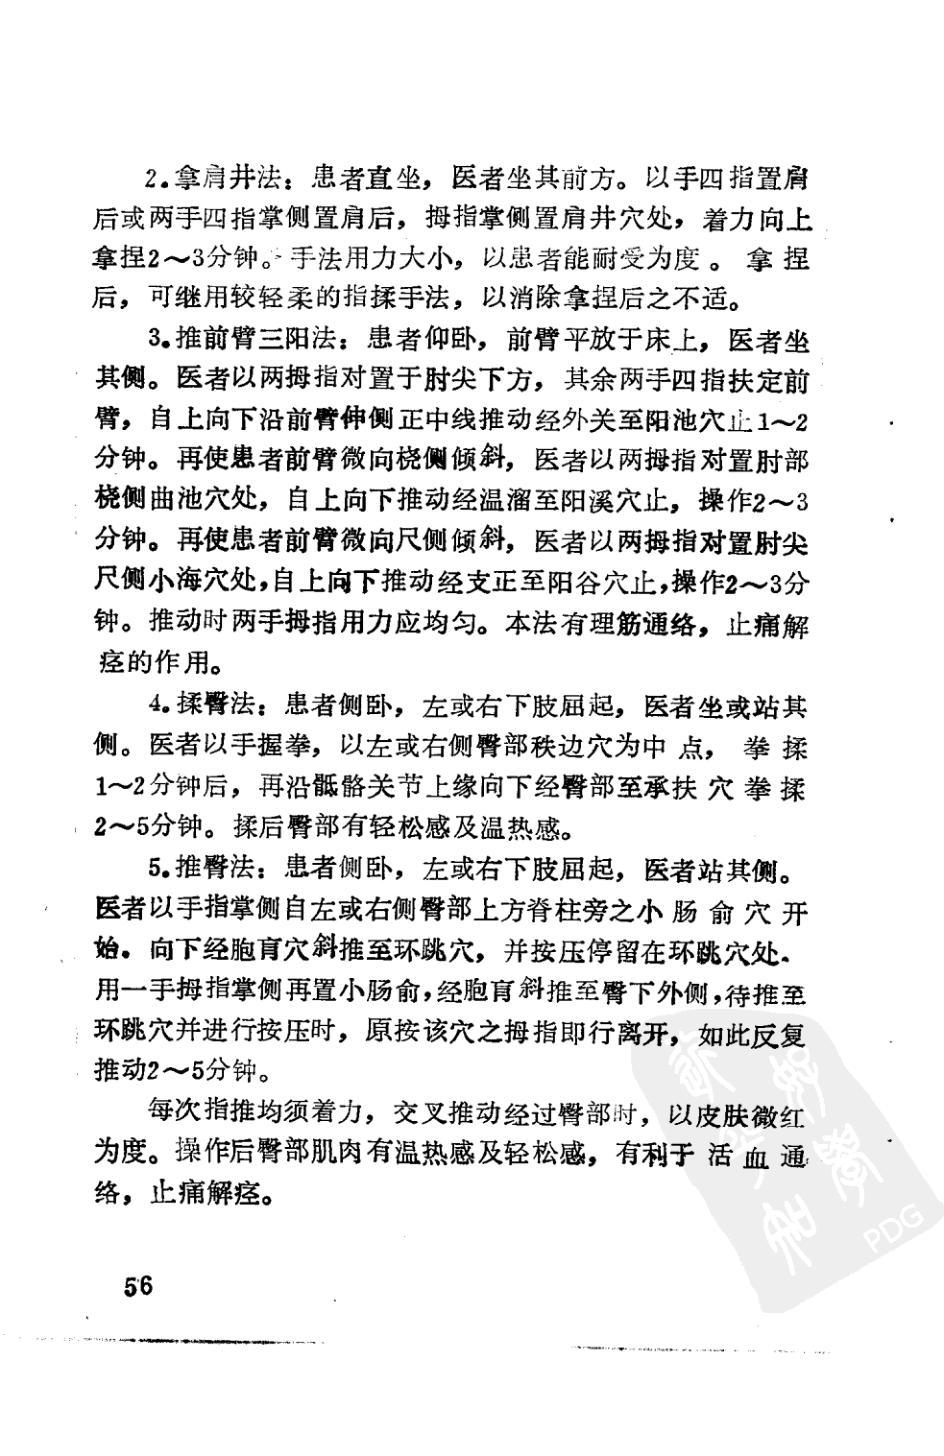 2.拿肩井法：患者直坐，医者坐其前方。以手四指置肩
后或两手四指掌侧置肩后，拇指掌侧置肩井穴处，着力向上
拿捏2～3分钟。手法用力大小，以患者能耐受为度。拿捏
后，可继用较轻柔的指揉手法，以消除拿捏后之不适。
3.推前臂三阳法：患者仰卧，前臂平放于床上，医者坐
其侧。医者以两拇指对置于肘尖下方，其余两手四指扶定前
臂，自上向下沿前臂伸侧正中线推动经外关至阳池穴止1～2
分钟。再使患者前臂微向桡侧倾斜，医者以两拇指对置肘部
桡侧曲池穴处，自上向下推动经温溜至阳溪穴止，操作2～3
分钟。再使患者前臂微向尺侧倾斜，医者以两拇指对置肘尖
尺侧小海穴处，自上向下推动经支正至阳谷穴止，操作2～3分
钟。推动时两手拇指用力应均匀。本法有理筋通络，止痛解
痉的作用。
4.揉臀法：患者侧卧，左或右下肢屈起，医者坐或站其
侧。医者以手握拳，以左或右侧臀部秩边穴为中点，拳揉
1～2分钟后，再沿骶骼关节上缘向下经臀部至承扶穴拳揉
2～5分钟。揉后臀部有轻松感及温热感。
5.推臀法：患者侧卧，左或右下肢屈起，医者站其侧。
医者以手指掌侧自左或右侧臀部上方脊柱旁之小肠俞穴开
始。向下经胞肓穴斜推至环跳穴，并按压停留在环跳穴处.
用一手拇指掌侧再置小肠俞，经胞肓斜推至臀下外侧，待推至
环跳穴并进行按压时，原按该穴之拇指即行离开，如此反复
推动2～5分钟。
每次指推均须着力，交叉推动经过臀部时，以皮肤微红
为度。操作后臀部肌肉有温热感及轻松感，有利于活血通
络，止痛解痉。
56
PDG